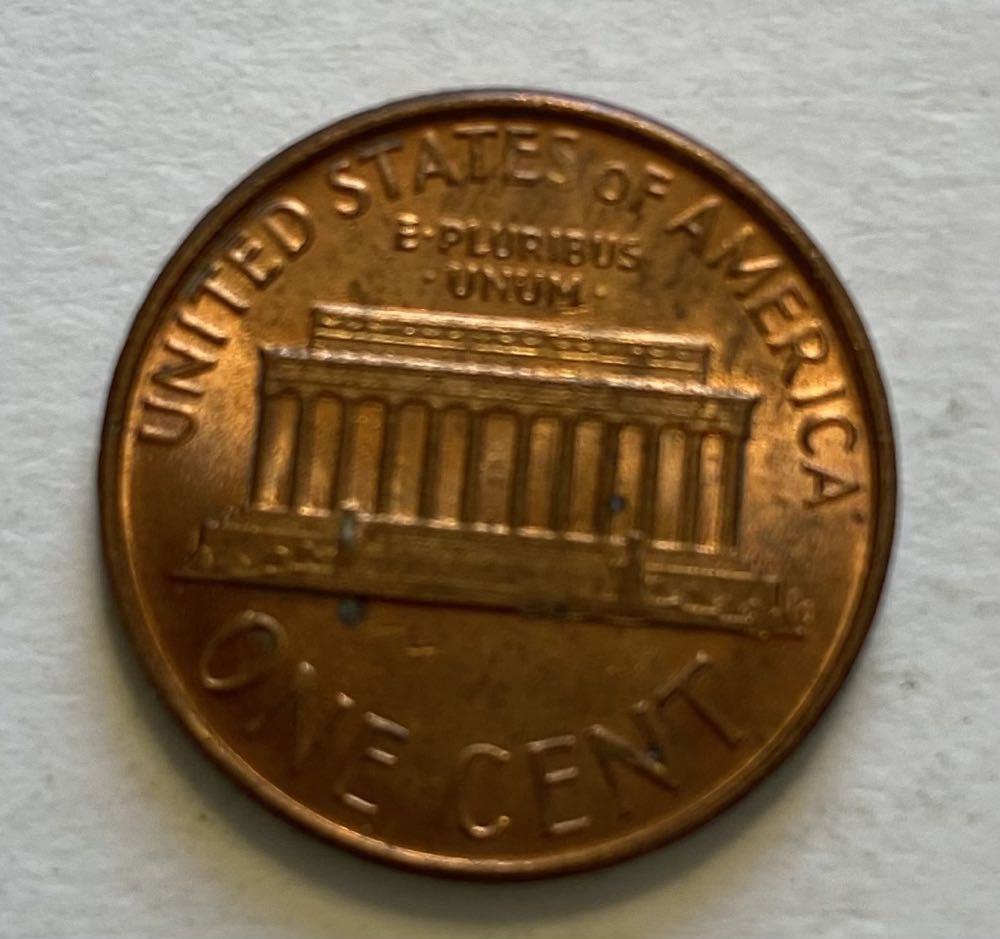 UNITED STATES OF AMERICA
E·PLURIBUS
·UNUM·
ONE CENT